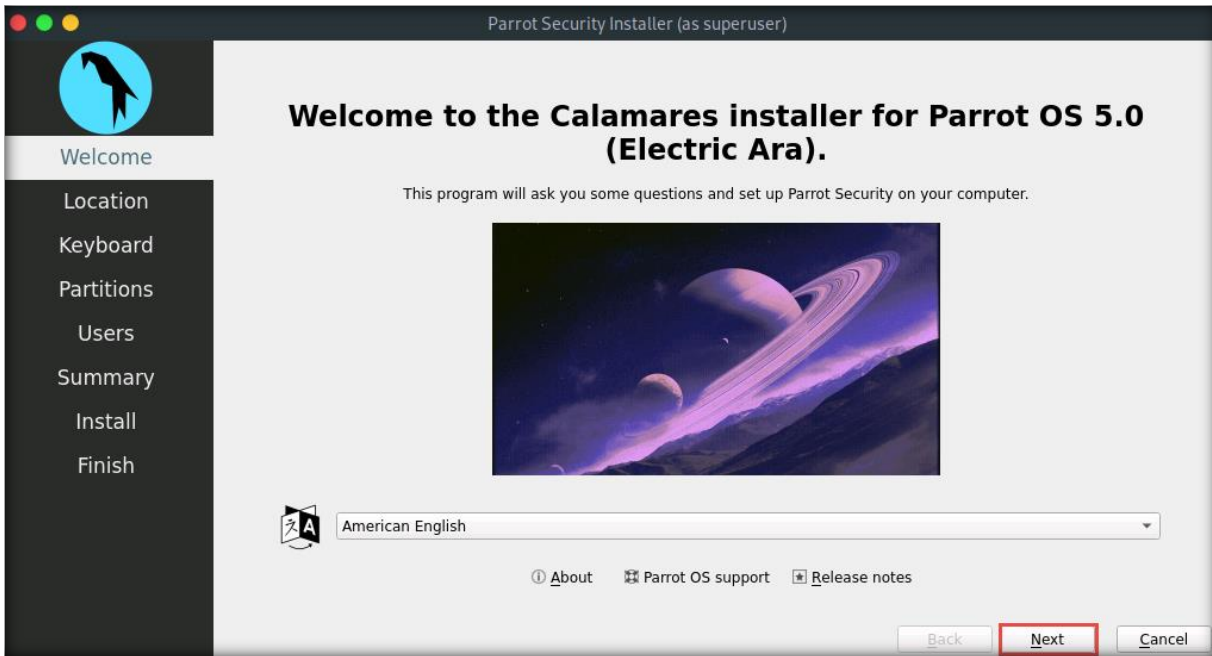 Parrot Security Installer (as superuser)
Welcome
Location
Keyboard
Partitions
Users
Summary
Install
Finish
Welcome to the Calamares installer for Parrot OS 5.0
(Electric Ara).
This program will ask you some questions and set up Parrot Security on your computer.
American English
About Parrot OS support Release notes
Back Next Cancel